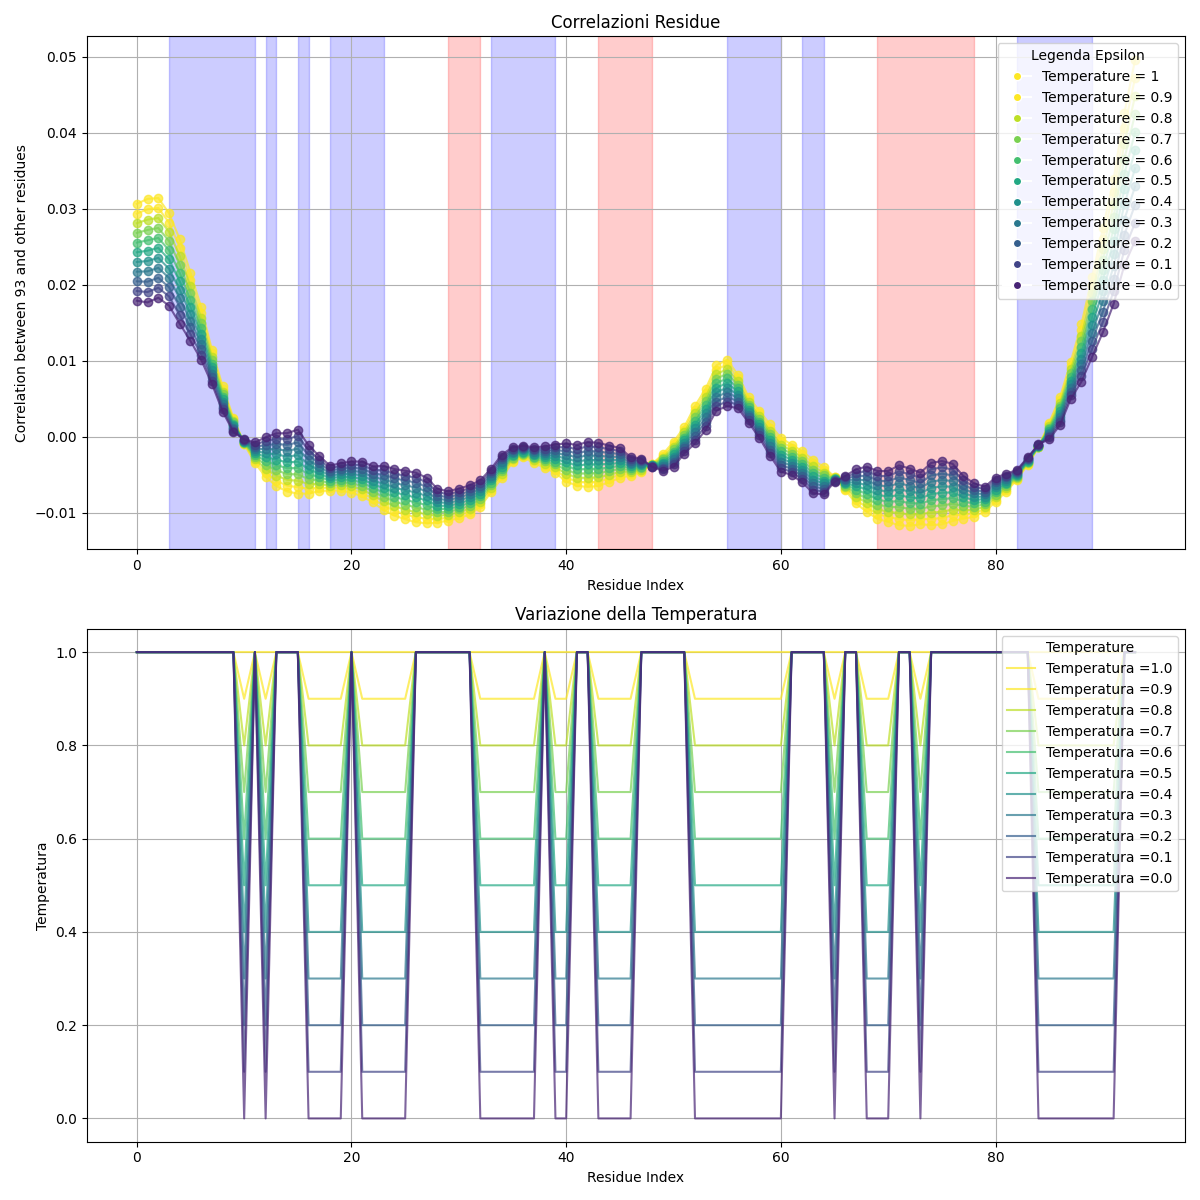 Correlazioni Residue
Correlation between 93 and other residues
0.05
0.04
0.03
0.02
0.01
0.00
−0.01
Legenda Epsilon
Temperature = 1
Temperature = 0.9
Temperature = 0.8
Temperature = 0.7
Temperature = 0.6
Temperature = 0.5
Temperature = 0.4
Temperature = 0.3
Temperature = 0.2
Temperature = 0.1
Temperature = 0.0
0 20 40 60 80
Residue Index
Variazione della Temperatura
Temperatura
1.0
0.8
0.6
0.4
0.2
0.0
Temperature
Temperatura =1.0
Temperatura =0.9
Temperatura =0.8
Temperatura =0.7
Temperatura =0.6
Temperatura =0.5
Temperatura =0.4
Temperatura =0.3
Temperatura =0.2
Temperatura =0.1
Temperatura =0.0
0 20 40 60 80
Residue Index